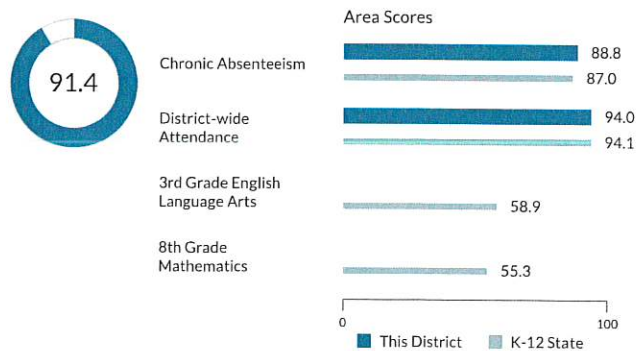 Area Scores
91.4
Chronic Absenteeism
88.8
87.0
District-wide
Attendance
94.0
94.1
3rd Grade English
Language Arts
58.9
8th Grade
Mathematics
55.3
0
100
This District
K-12 State